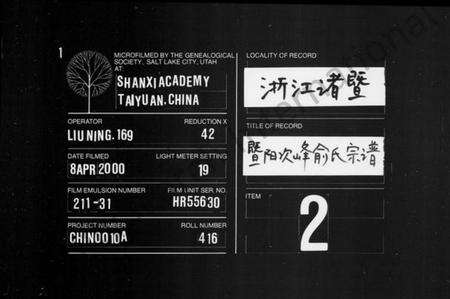 1
MICROFILMED BY THE GENEALOGICAL
SOCIETY, SALT LAKE CITY, UTAH
AT:
SHANXI ACADEMY
TAIYUAN, CHINA
OPERATOR
REDUCTION X
LIU NING. 169
42
DATE FILMED
LIGHT METER SETTING
8 APR 2000
19
FILM EMULSION NUMBER
FILM UNIT SER. NO.
211-31
HR55630
PROJECT NUMBER
ROLL NUMBER
CHIN0010A
416
LOCALITY OF RECORD
浙江诸暨
TITLE OF RECORD
暨阳次峰俞氏宗谱
ITEM
2